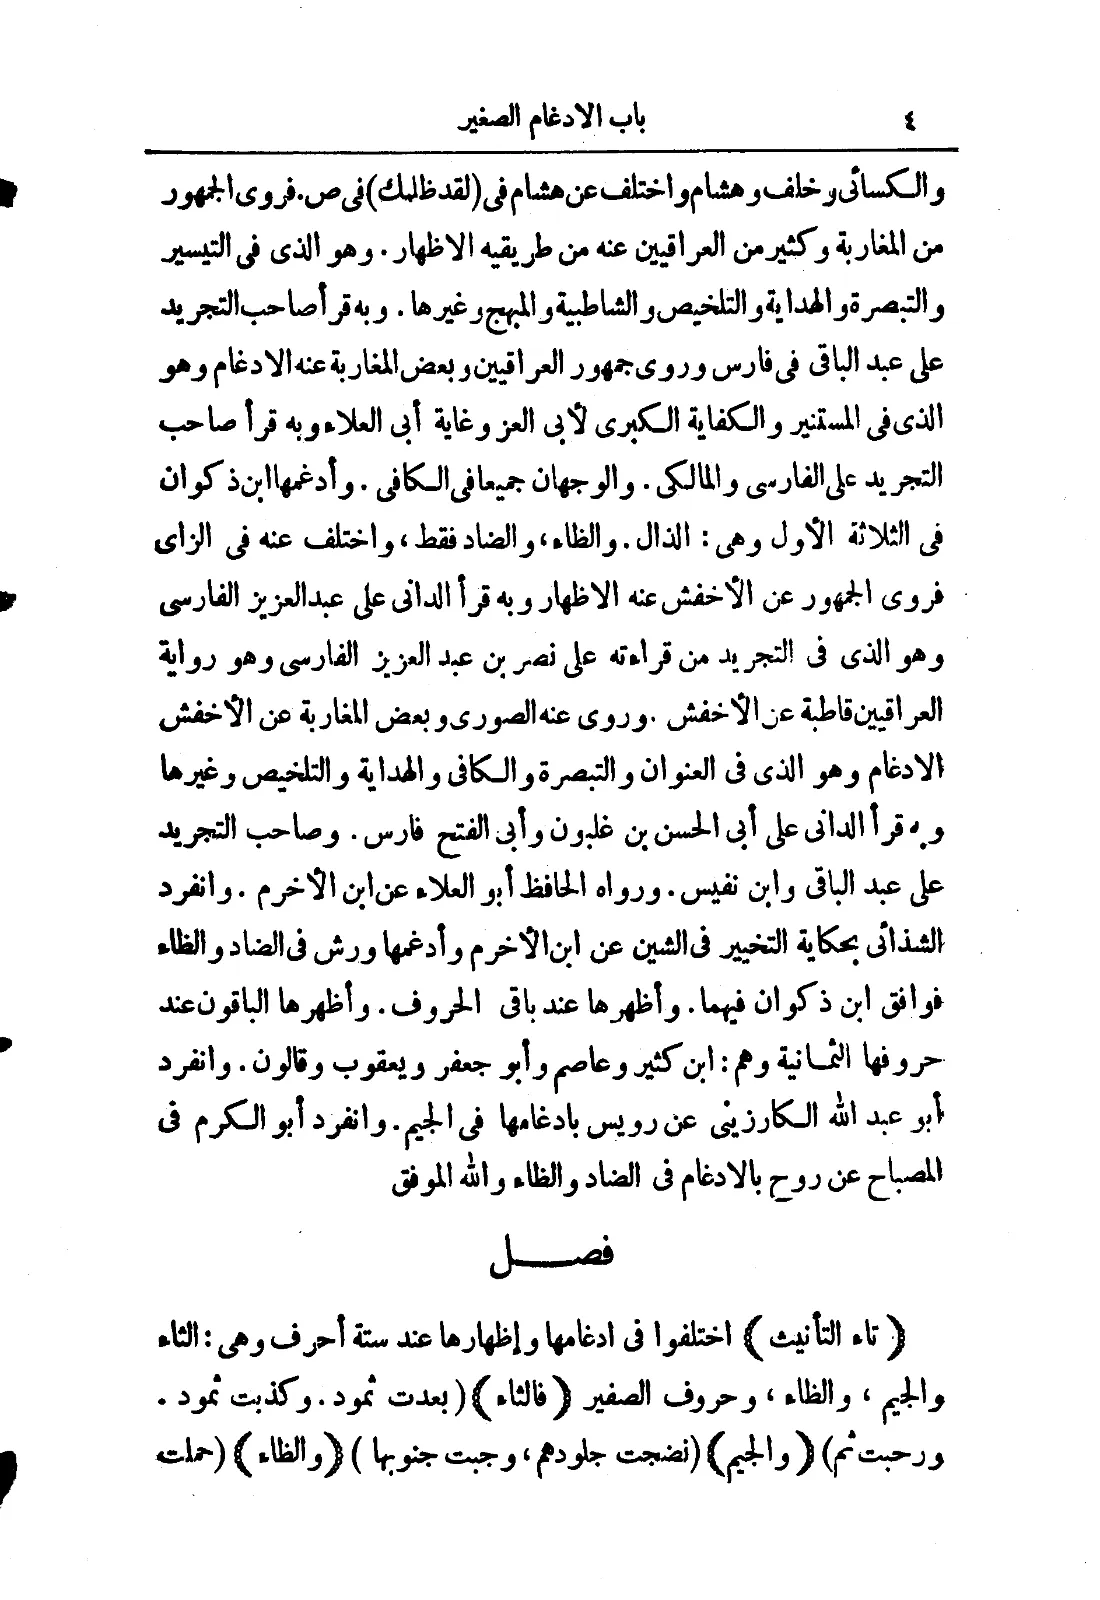 ٤
باب الادغام الصغير
والكسائى وخلف وهشام واختلف عن هشام فى (لقد ظلمك) فى ص. فروى الجمهور
من المغاربة وكثير من العراقيين عنه من طريقيه الاظهار. وهو الذى فى التيسير
والتبصرة والهداية والتلخيص والشاطبية والمبهج وغيرها. وبه قرأ صاحب التجريد
على عبد الباقى فى فارس وروى جمهور العراقيين وبعض المغاربة عنه الادغام وهو
الذى فى المستنير والكفاية الكبرى لأبى العز وغاية أبى العلاء وبه قرأ صاحب
التجريد على الفارسى والمالكى. والوجهان جميعا فى الكافى. وأدغمها ابن ذكوان
فى الثلاثة الأول وهى: الذال. والظاء، والضاد فقط، واختلف عنه فى الزاى
فروى الجمهور عن الأخفش عنه الاظهار وبه قرأ الدانى على عبدالعزيز الفارسى
وهو الذى فى التجريد من قراءته على نصر بن عبد العزيز الفارسى وهو رواية
العراقيين قاطبة عن الأخفش. وروى عنه الصورى وبعض المغاربة عن الأخفش
الادغام وهو الذى فى العنوان والتبصرة والكافى والهداية والتلخيص وغيرها
وبه قرأ الدانى على أبى الحسن بن غلبون وأبى الفتح فارس. وصاحب التجريد
على عبد الباقى وابن نفيس. ورواه الحافظ أبو العلاء عن ابن الأخرم. وانفرد
الشذائى بحكاية التخيير فى الشين عن ابن الأخرم وأدغمها ورش فى الضاد والظاء
فوافق ابن ذكوان فيهما. وأظهرها عند باقى الحروف. وأظهرها الباقون عند
حروفها الثمانية وهم: ابن كثير وعاصم وأبو جعفر ويعقوب وقالون. وانفرد
أبو عبد الله الكارزينى عن رويس بادغامها فى الجيم. وانفرد أبو الكرم فى
المصباح عن روح بالادغام فى الضاد والظاء والله الموفق
فصل
(تاء التأنيث) اختلفوا فى ادغامها وإظهارها عند ستة أحرف وهى: الثاء
والجيم، والظاء، وحروف الصفير (فالثاء) (بعدت ثمود. وكذبت ثمود.
ورحبت ثم) (والجيم) (نضجت جلودهم، وجبت جنوبها) (والظاء) (حملت